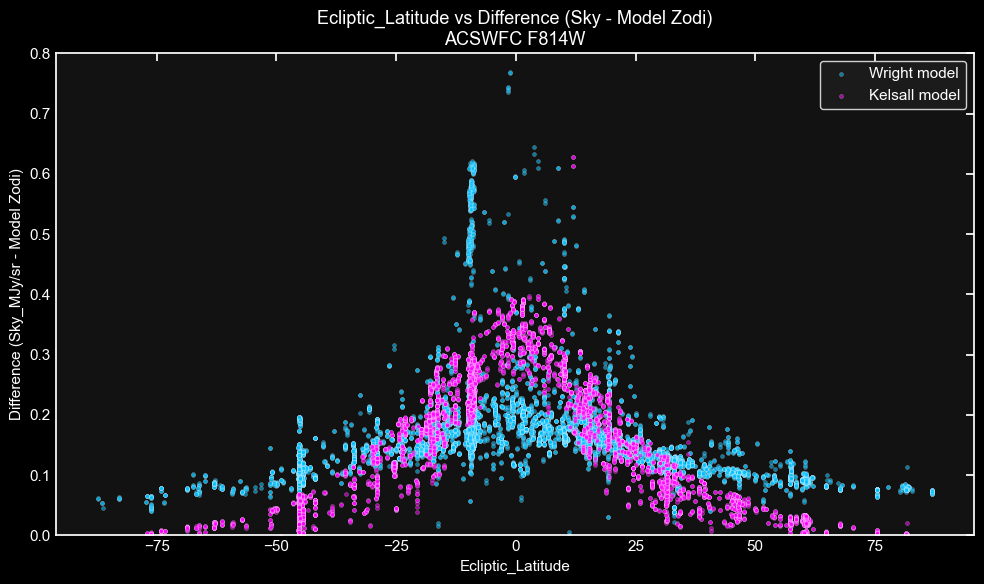 Ecliptic_Latitude vs Difference (Sky - Model Zodi)
ACSWFC F814W
Wright model
Kelsall model
Difference (Sky_MJy/sr - Model Zodi)
0.8
0.7
0.6
0.5
0.4
0.3
0.2
0.1
0.0
−75 −50 −25 0 25 50 75
Ecliptic_Latitude